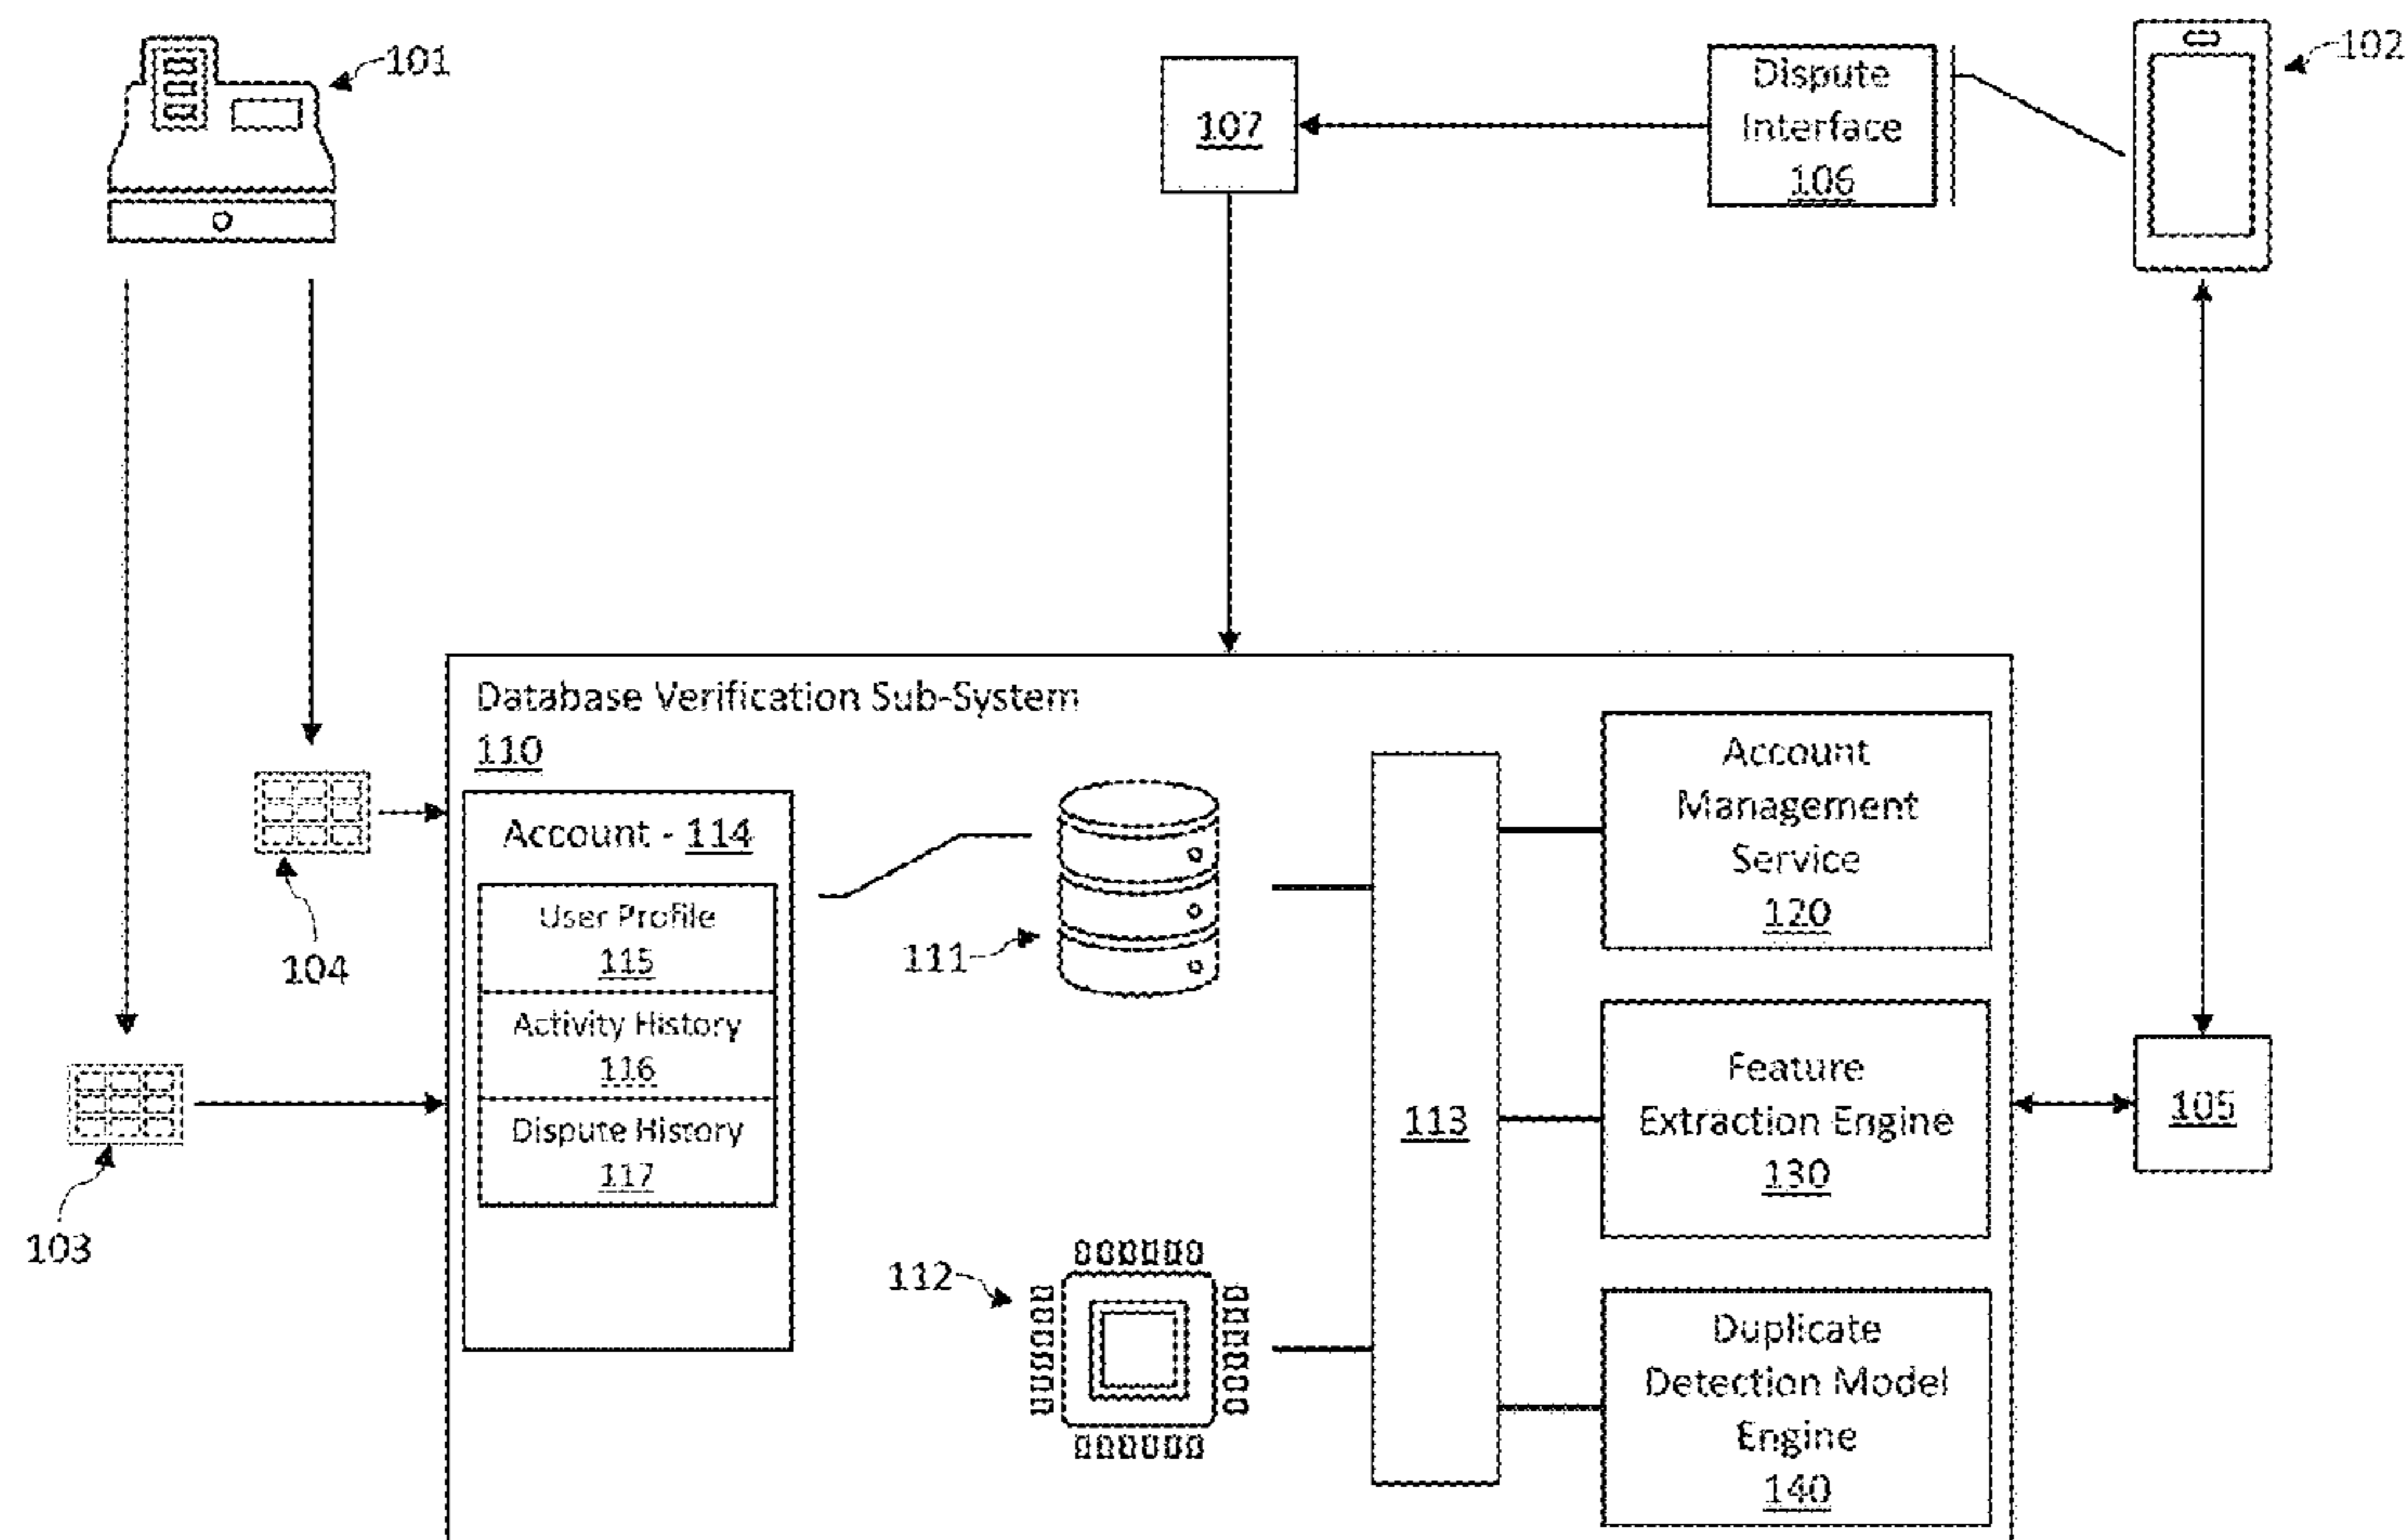 101
107
Dispute
Interface
106
102
Database Verification Sub-System
110
104
103
Account - 114
User Profile
115
Activity History
116
Dispute History
117
111
112
113
Account
Management
Service
120
Feature
Extraction Engine
130
Duplicate
Detection Model
Engine
140
105